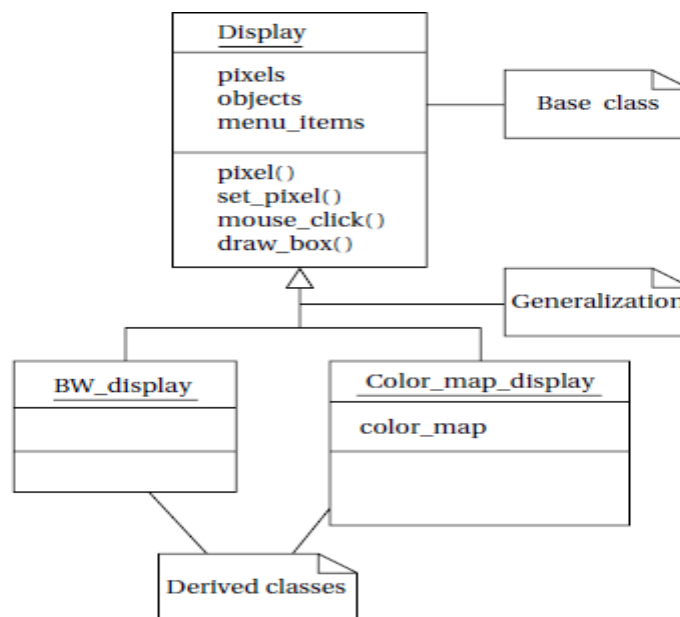 Display
pixels
objects
menu_items
Base class
pixel()
set_pixel()
mouse_click()
draw_box()
Generalization
BW_display
Color_map_display
color_map
Derived classes